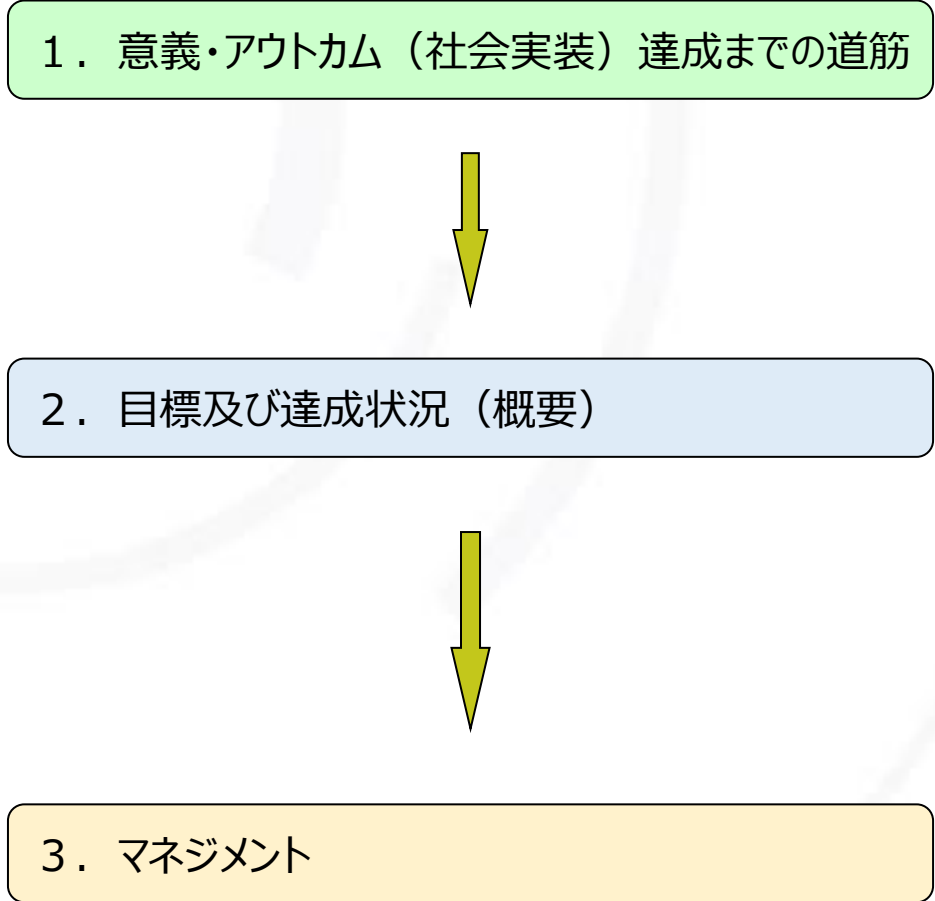 １．意義・アウトカム（社会実装）達成までの道筋
２．目標及び達成状況（概要）
３．マネジメント